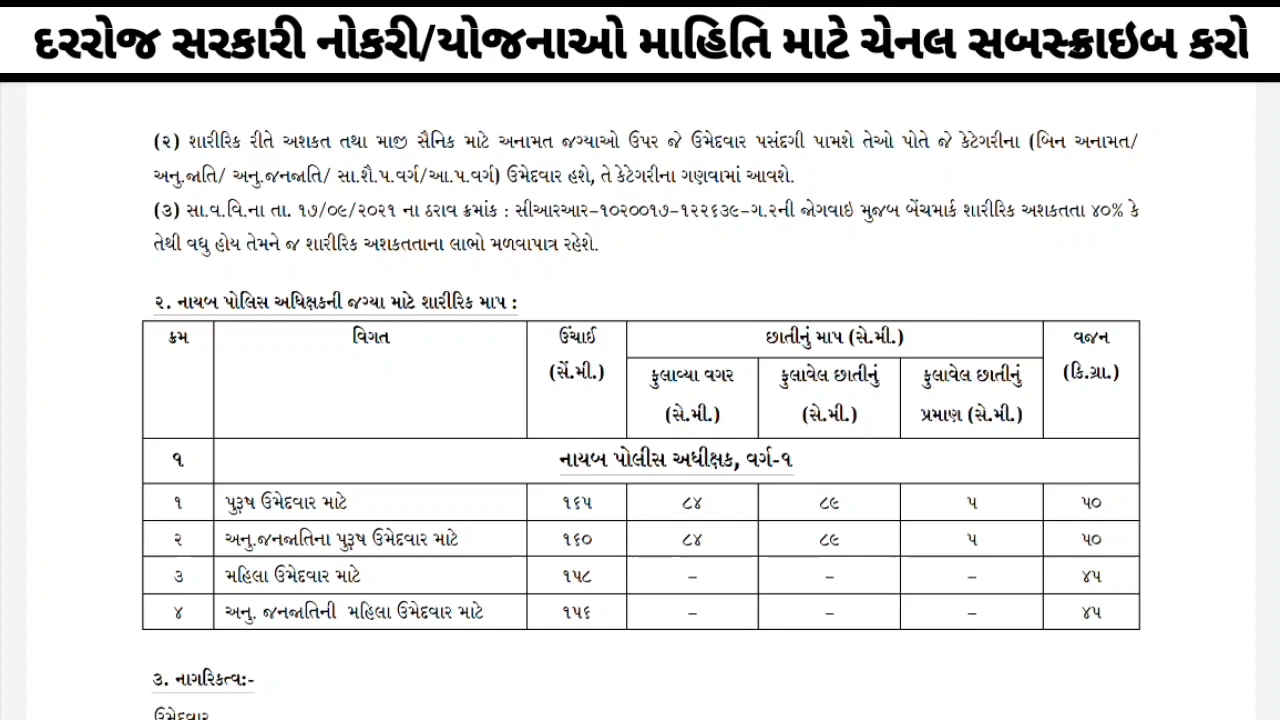 દરરોજ સરકારી નોકરી/યોજનાઓ માહિતિ માટે ચેનલ સબસ્ક્રાઇબ કરો
(૨) શારીરિક રીતે અશકત તથા માજી સૈનિક માટે અનામત જગ્યાઓ ઉપર જે ઉમેદવાર પસંદગી પામશે તેઓ પોતે જે કેટેગરીના (બિન અનામત/
અનુ.જાતિ/ અનુ.જનજાતિ/ સા.શૈ.પ.વર્ગ/આ.પ.વર્ગ) ઉમેદવાર હશે, તે કેટેગરીના ગણવામાં આવશે.
(૩) સા.વ.વિ.ના તા. ૧૭/૦૯/૨૦૨૧ ના ઠરાવ ક્રમાંક : સીઆરઆર-૧૦૨૦૦૧૭-૧૨૨૬૩૯-ગ.૨ની જોગવાઇ મુજબ બેંચમાર્ક શારીરિક અશકતતા ૪૦% કે
તેથી વધુ હોય તેમને જ શારીરિક અશકતતાના લાભો મળવાપાત્ર રહેશે.
૨. નાયબ પોલિસ અધિક્ષકની જગ્યા માટે શારીરિક માપ :
ક્રમ વિગત ઉંચાઈ છાતીનું માપ (સે.મી.) વજન
(સેં.મી.) ફુલાવ્યા વગર ફુલાવેલ છાતીનું ફુલાવેલ છાતીનું (કિ.ગ્રા.)
(સે.મી.) (સે.મી.) પ્રમાણ (સે.મી.)
૧ નાયબ પોલીસ અધીક્ષક, વર્ગ-૧
૧ પુરૂષ ઉમેદવાર માટે ૧૬૫ ૮૪ ૮૯ ૫ ૫૦
૨ અનુ.જનજાતિના પુરૂષ ઉમેદવાર માટે ૧૬૦ ૮૪ ૮૯ ૫ ૫૦
૩ મહિલા ઉમેદવાર માટે ૧૫૮ – – – ૪૫
૪ અનુ. જનજાતિની મહિલા ઉમેદવાર માટે ૧૫૬ – – – ૪૫
૩. નાગરિકત્વ:-
ઉમેદવાર